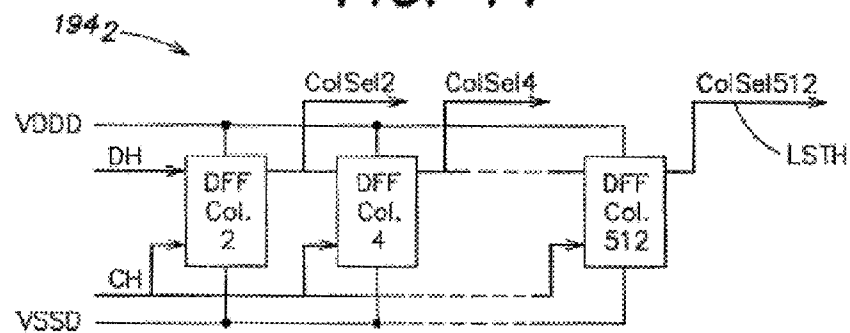 194₂
ColSel2
ColSel4
ColSel512
VDDD
DH
LSTH
DFF
Col.
2
DFF
Col.
4
DFF
Col.
512
CH
VSSD